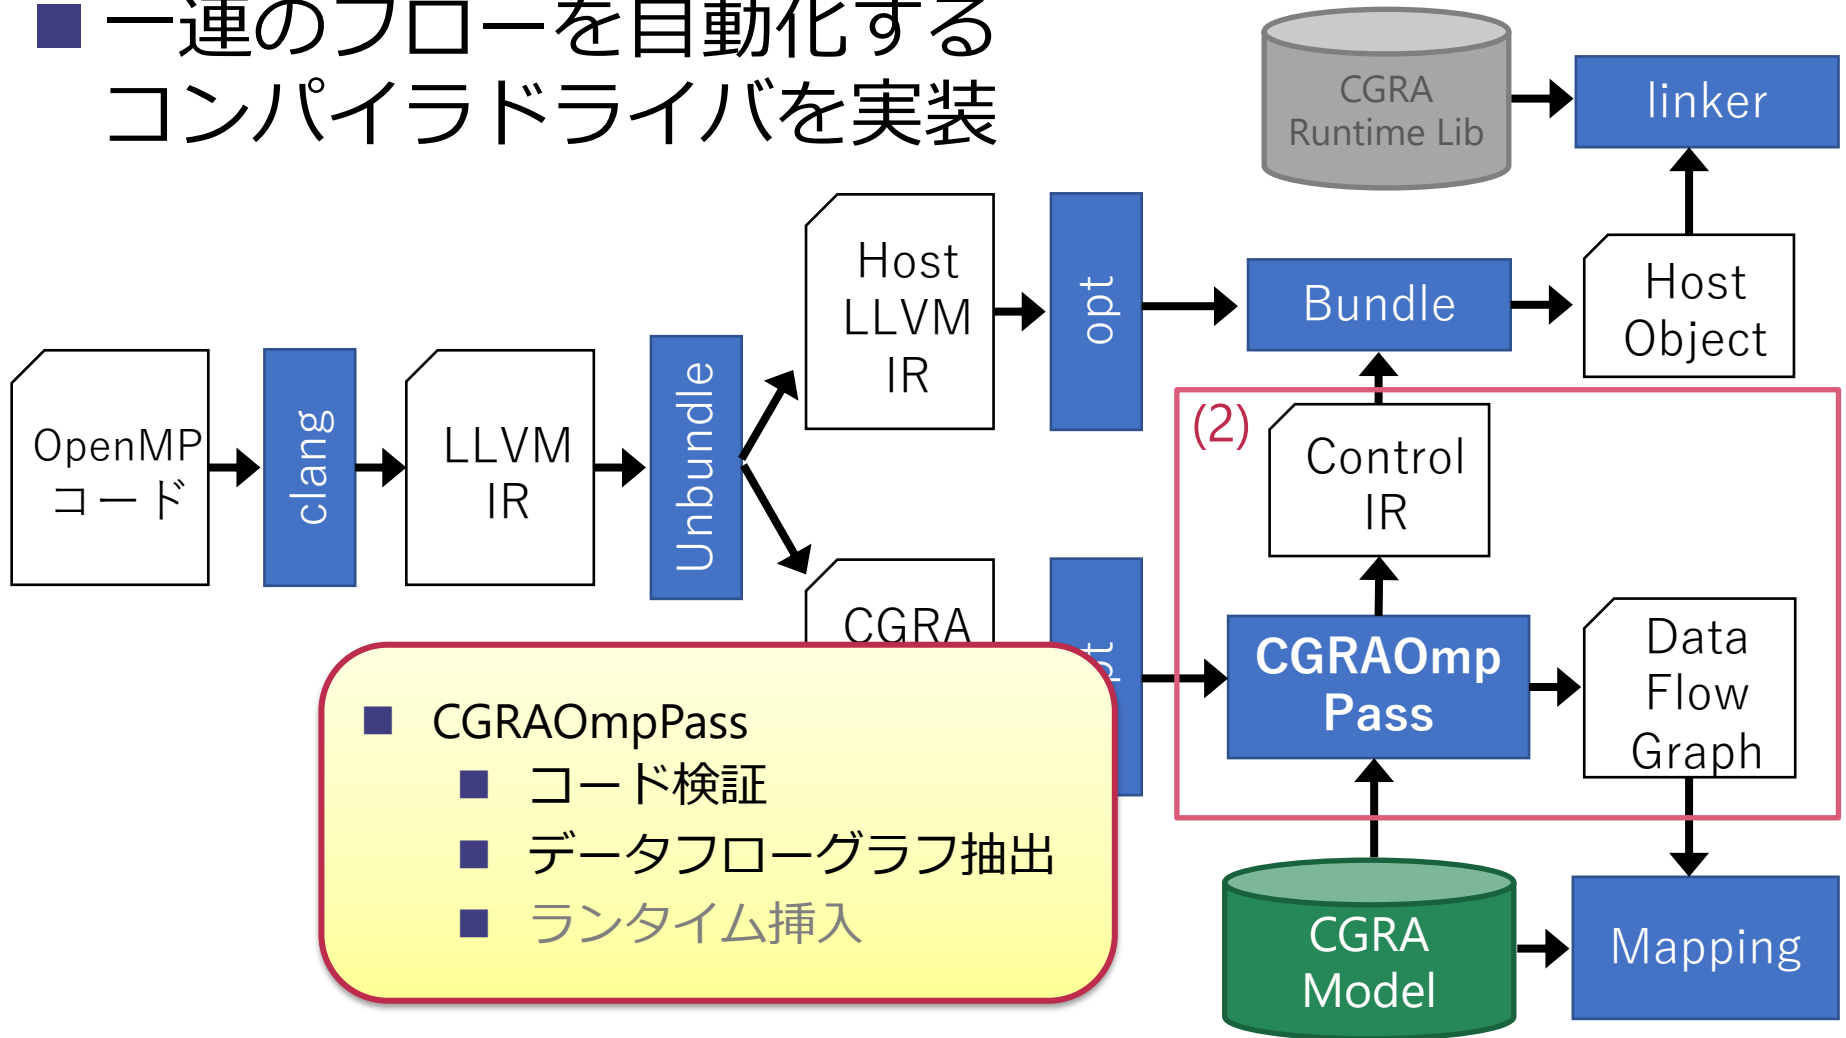 一連のフローを自動化する
コンパイラドライバを実装
CGRA
Runtime Lib
linker
Host
LLVM
IR
opt
Bundle
Host
Object
OpenMP
コード
clang
LLVM
IR
Unbundle
(2)
Control
IR
CGRA
CGRAOmp
Pass
Data
Flow
Graph
CGRAOmpPass
コード検証
データフローグラフ抽出
ランタイム挿入
CGRA
Model
Mapping